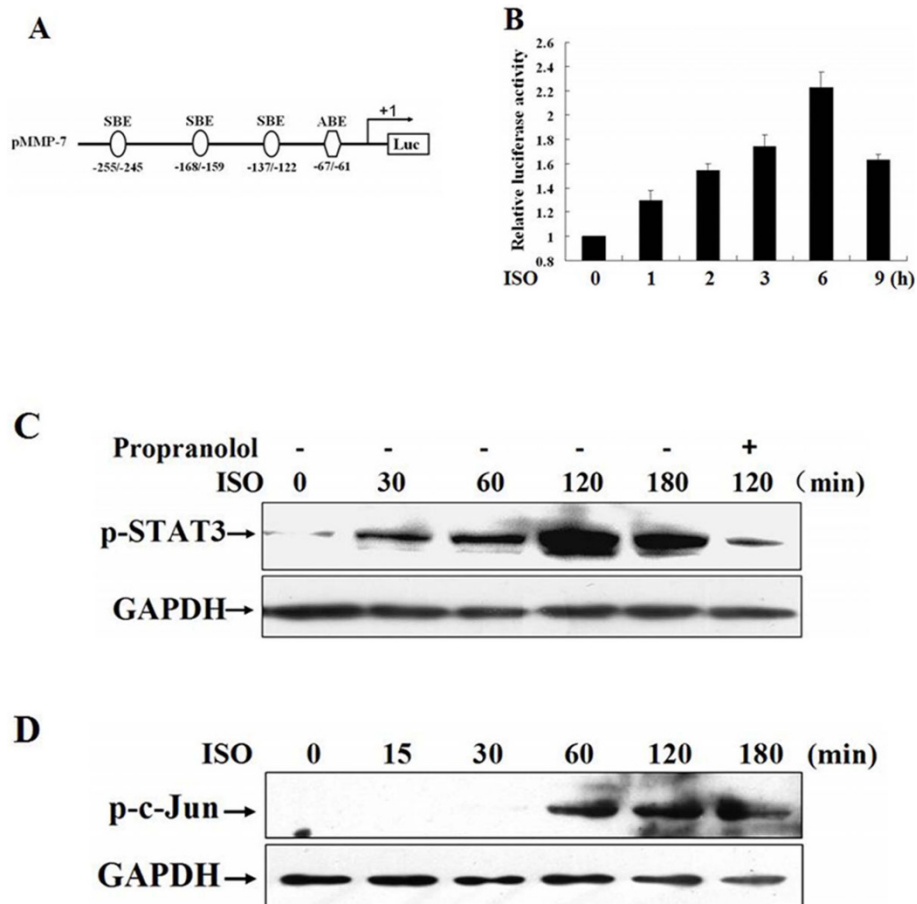 A
SBE SBE SBE ABE +1
pMMP-7 Luc
-255/-245 -168/-159 -137/-122 -67/-61
B
Relative luciferase activity
2.6
2.4
2.2
2
1.8
1.6
1.4
1.2
1
0.8
ISO 0 1 2 3 6 9 (h)
C
Propranolol - - - - - +
ISO 0 30 60 120 180 120 (min)
p-STAT3→
GAPDH→
D
ISO 0 15 30 60 120 180 (min)
p-c-Jun→
GAPDH→